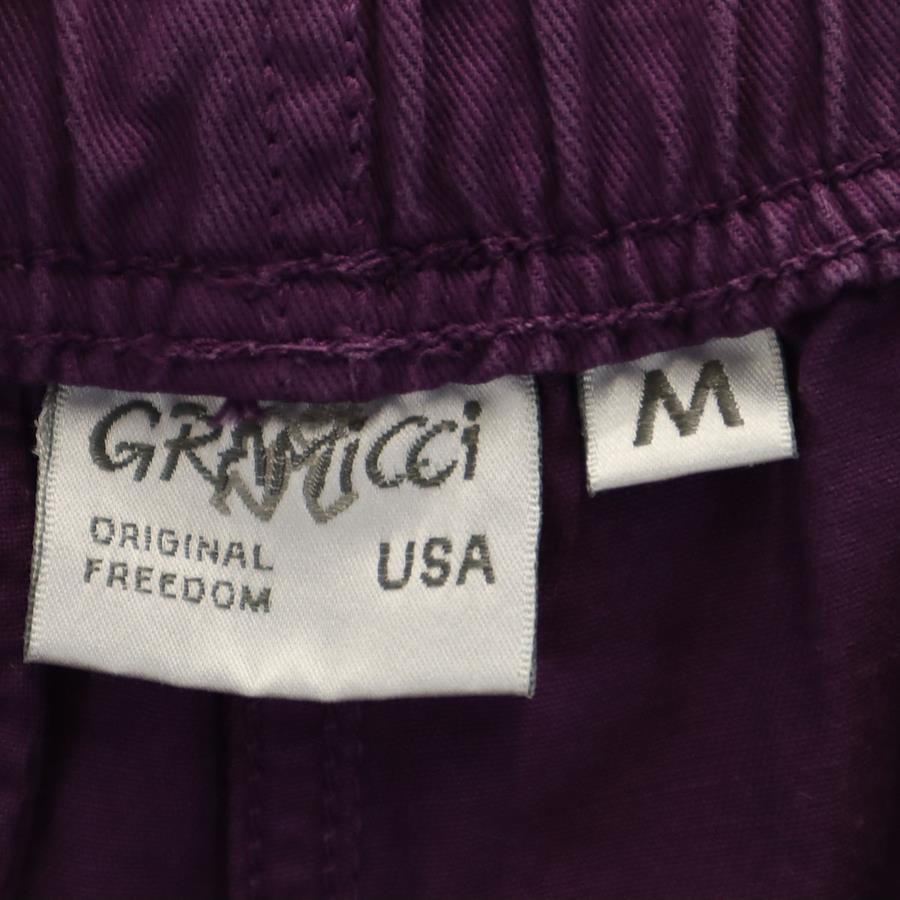 GRAMiCCi
ORIGINAL
FREEDOM
USA
M